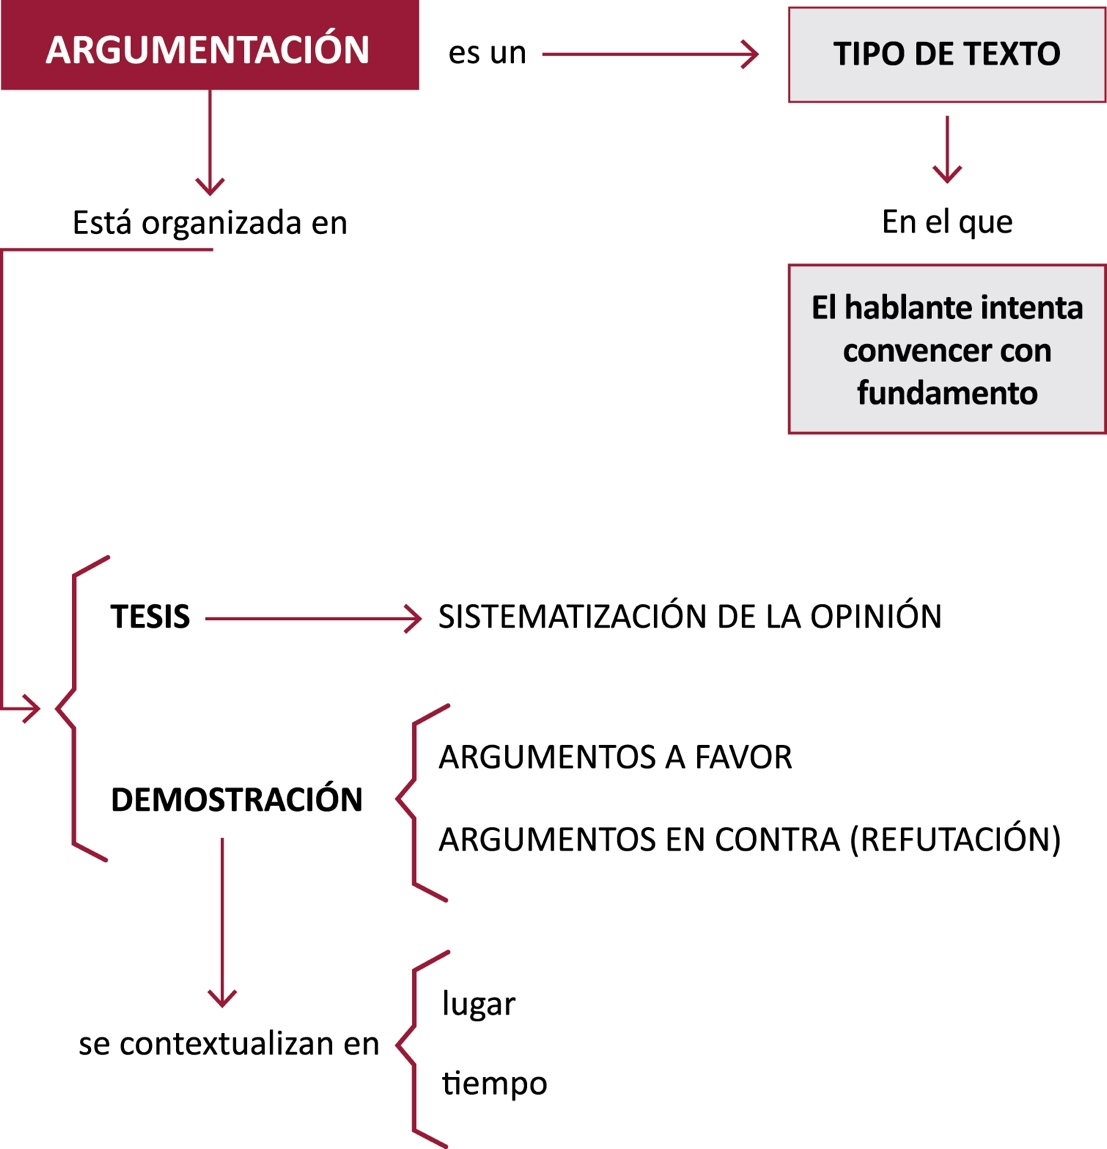 ARGUMENTACIÓN es un TIPO DE TEXTO
Está organizada en
En el que
El hablante intenta
convencer con
fundamento
TESIS SISTEMATIZACIÓN DE LA OPINIÓN
DEMOSTRACIÓN
ARGUMENTOS A FAVOR
ARGUMENTOS EN CONTRA (REFUTACIÓN)
se contextualizan en
lugar
tiempo